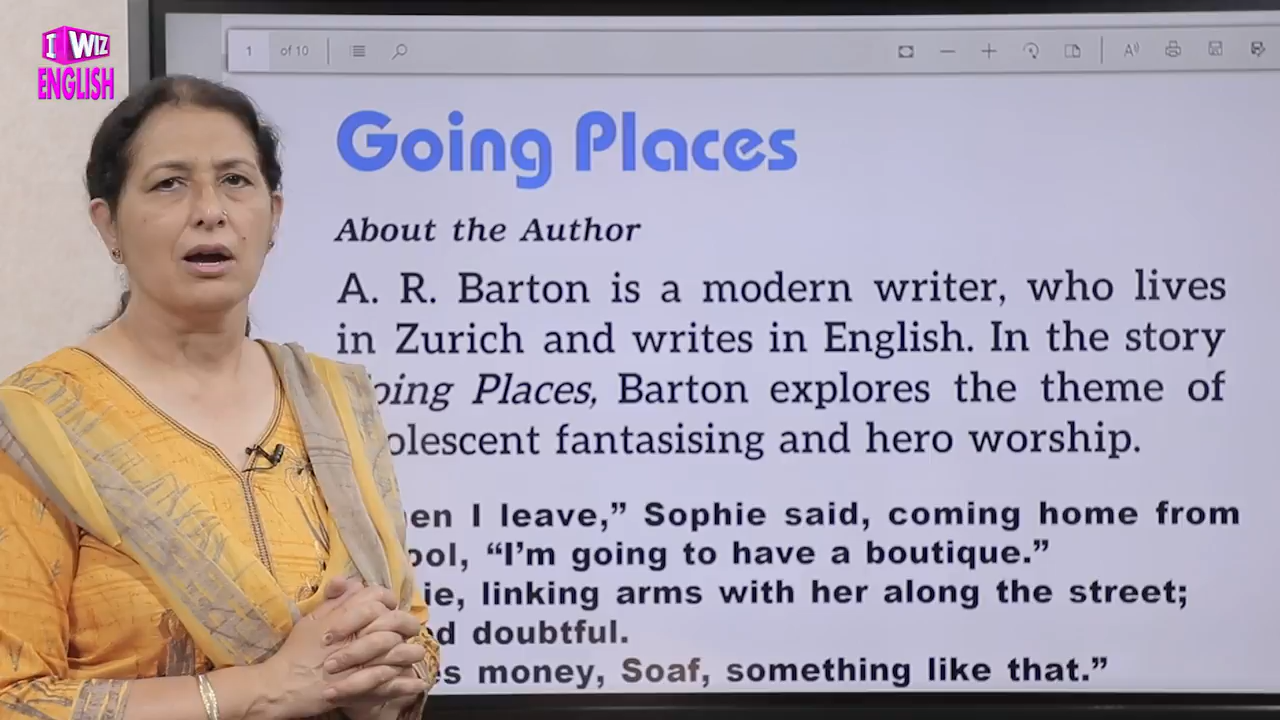 I WIZ
ENGLISH
1 of 10
Going Places
About the Author
A. R. Barton is a modern writer, who lives
in Zurich and writes in English. In the story
Places, Barton explores the theme of
fantasising and hero worship.
I leave,” Sophie said, coming home from
“I’m going to have a boutique.”
linking arms with her along the street;
doubtful.
money, Soaf, something like that.”